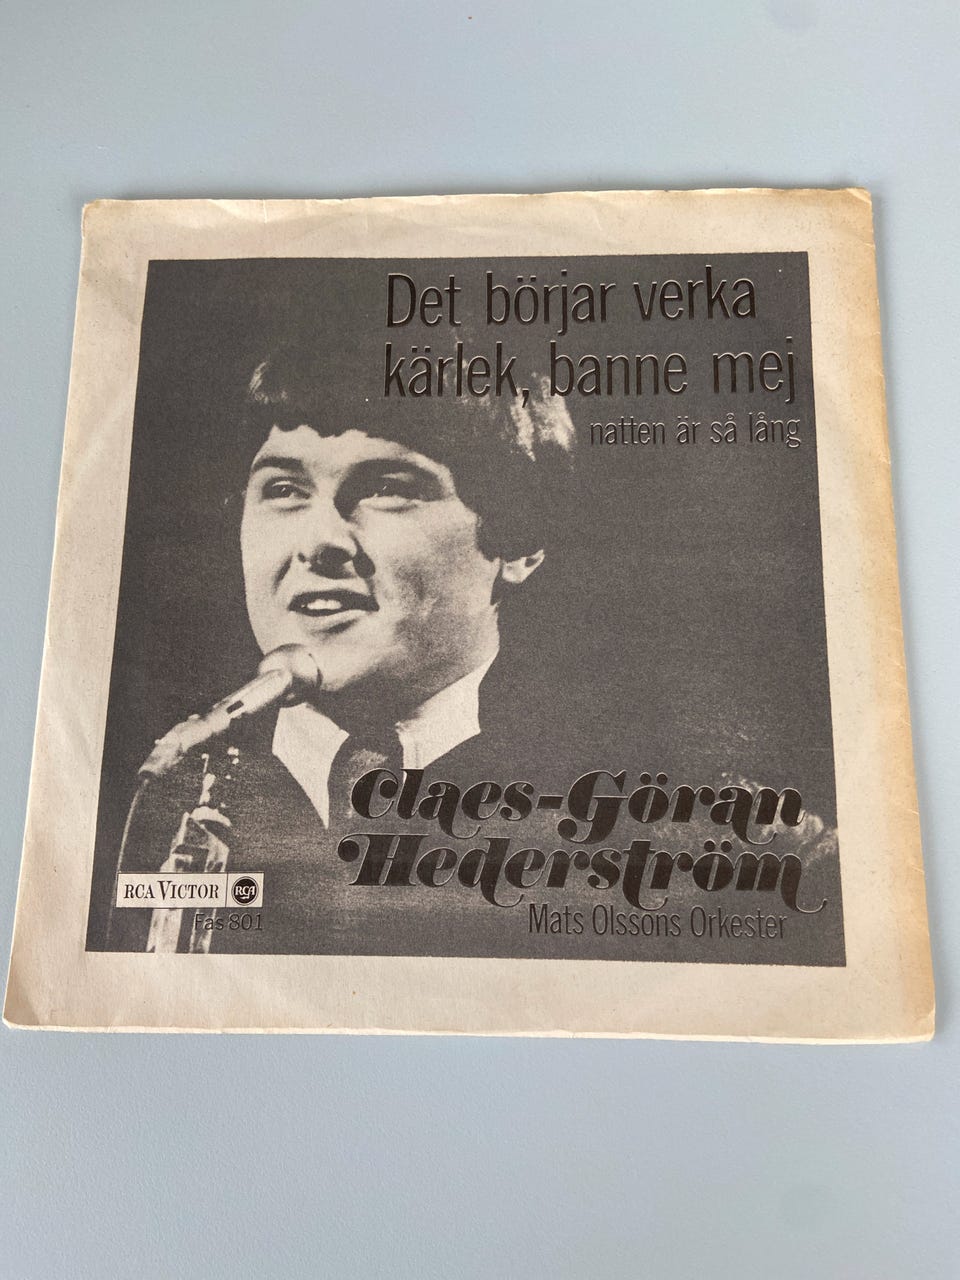 Det börjar verka
kärlek, banne mej
natten är så lång
Claes-Göran
Hederström
Mats Olssons Orkester
RCA VICTOR RCA
Fas 801